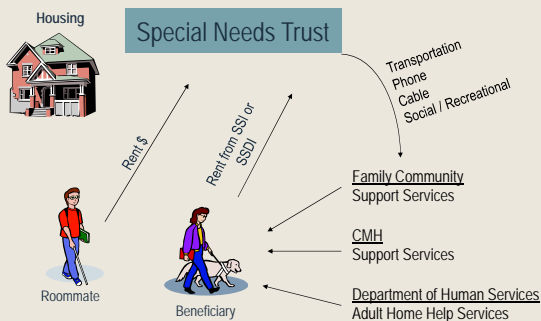 Housing
Special Needs Trust
Transportation
Phone
Cable
Social / Recreational
Rent $
Rent from SSI or
SSDI
Family Community
Support Services
CMH
Support Services
Department of Human Services
Adult Home Help Services
Roommate
Beneficiary